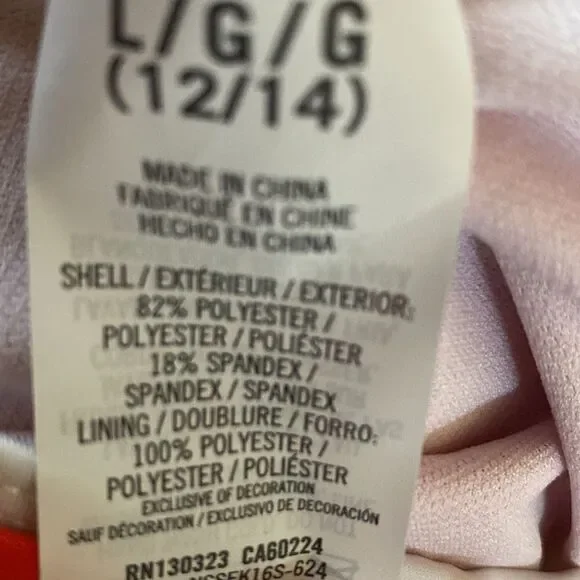 L/G/G
(12/14)
MADE IN CHINA
FABRIQUÉ EN CHINE
HECHO EN CHINA
SHELL / EXTÉRIEUR / EXTERIOR:
82% POLYESTER /
POLYESTER / POLIÉSTER
18% SPANDEX /
SPANDEX / SPANDEX
LINING / DOUBLURE / FORRO:
100% POLYESTER /
POLYESTER / POLIÉSTER
EXCLUSIVE OF DECORATION
SAUF DÉCORATION / EXCLUSIVO DE DECORACIÓN
RN130323 CA60224